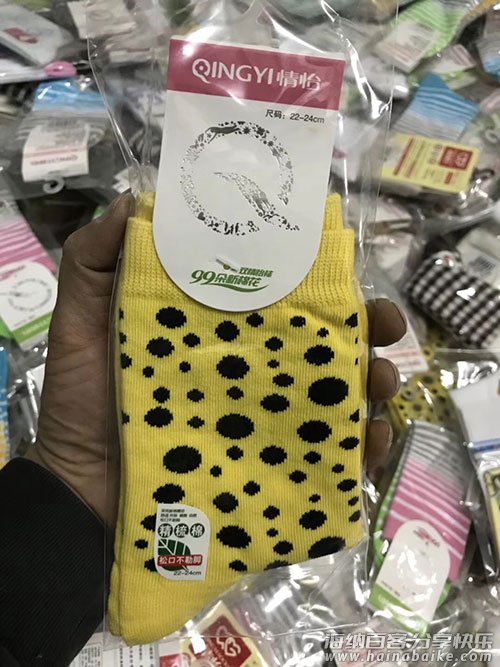 QINGYI 情怡
尺码：22-24cm
99朵新棉花
精梳棉
松口不勒脚
22-24cm
海纳百客分享快乐
www.hainabaike.com